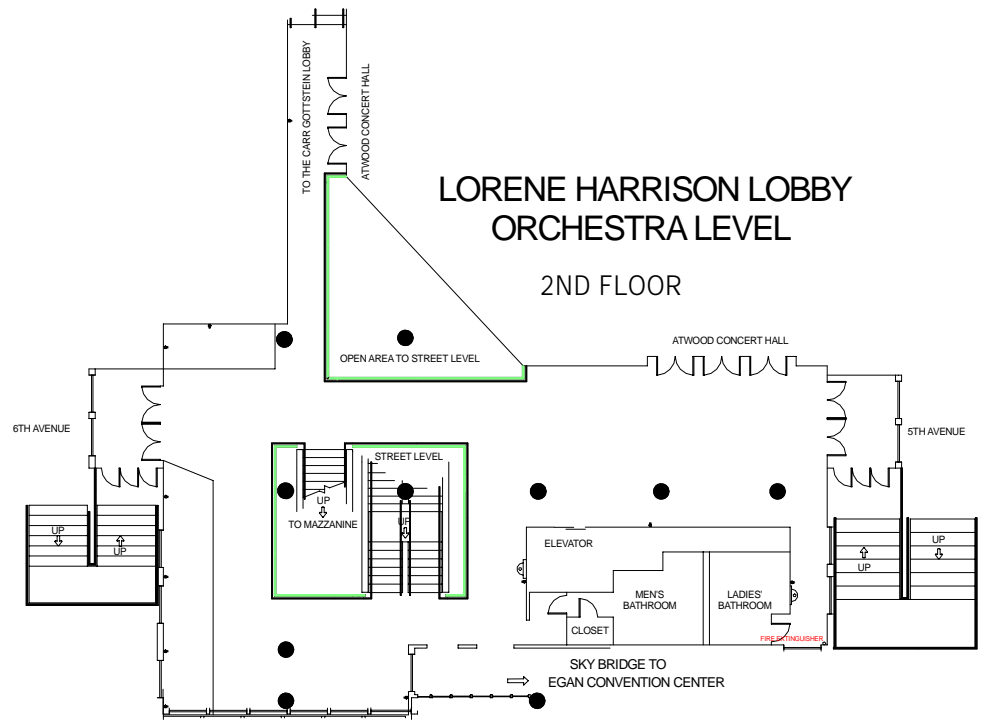 TO THE CARR GOTTSTEIN LOBBY
ATWOOD CONCERT HALL
LORENE HARRISON LOBBY
ORCHESTRA LEVEL
2ND FLOOR
OPEN AREA TO STREET LEVEL
ATWOOD CONCERT HALL
6TH AVENUE
5TH AVENUE
STREET LEVEL
UP
TO MAZZANINE
UP
UP
UP
ELEVATOR
UP
UP
MEN'S
BATHROOM
LADIES'
BATHROOM
CLOSET
FIRE EXTINGUISHER
SKY BRIDGE TO
EGAN CONVENTION CENTER